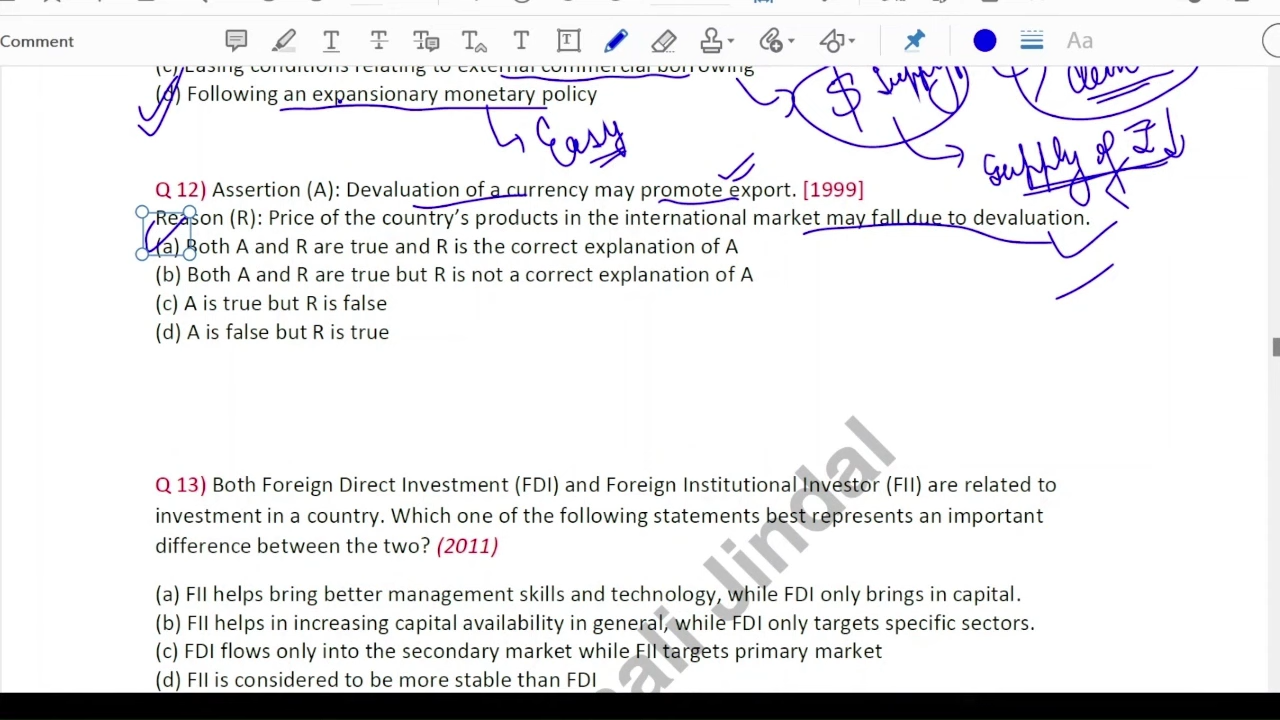 Comment
Aa
(c) Easing conditions relating to external commercial borrowing
(d) Following an expansionary monetary policy
$ supply
dem
Easy
supply of ₹ ↓
Q 12) Assertion (A): Devaluation of a currency may promote export. [1999]
Reason (R): Price of the country’s products in the international market may fall due to devaluation.
(a) Both A and R are true and R is the correct explanation of A
(b) Both A and R are true but R is not a correct explanation of A
(c) A is true but R is false
(d) A is false but R is true
Q 13) Both Foreign Direct Investment (FDI) and Foreign Institutional Investor (FII) are related to
investment in a country. Which one of the following statements best represents an important
difference between the two? (2011)
(a) FII helps bring better management skills and technology, while FDI only brings in capital.
(b) FII helps in increasing capital availability in general, while FDI only targets specific sectors.
(c) FDI flows only into the secondary market while FII targets primary market
(d) FII is considered to be more stable than FDI
ali Jindal